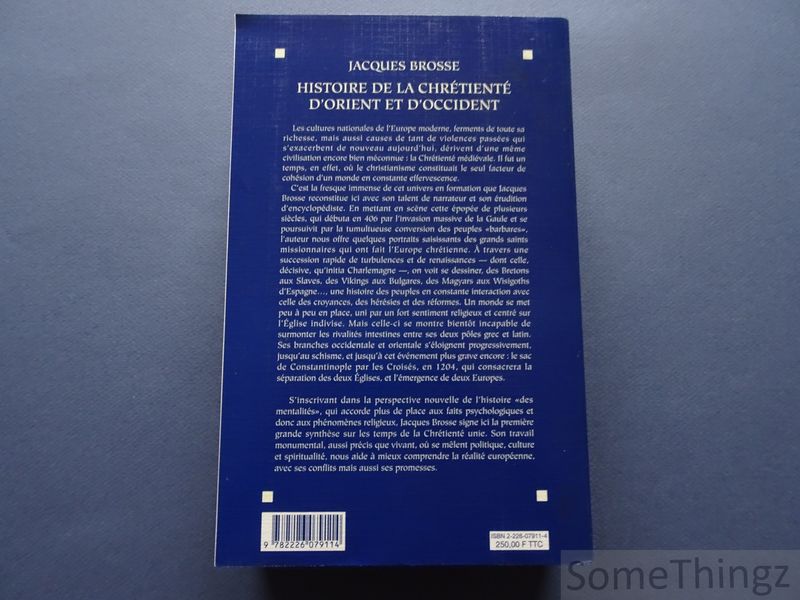 JACQUES BROSSE
HISTOIRE DE LA CHRÉTIENTÉ
D'ORIENT ET D'OCCIDENT
Les cultures nationales de l'Europe moderne, ferments de toute sa
richesse, mais aussi causes de tant de violences passées qui
s'exacerbent de nouveau aujourd'hui, dérivent d'une même
civilisation encore bien méconnue : la Chrétienté médiévale. Il fut un
temps, en effet, où le christianisme constituait le seul facteur de
cohésion d'un monde en constante effervescence.
C'est la fresque immense de cet univers en formation que Jacques
Brosse reconstitue ici avec son talent de narrateur et son érudition
d'encyclopédiste. En mettant en scène cette épopée de plusieurs
siècles, qui débuta en 406 par l'invasion massive de la Gaule et se
poursuivit par la tumultueuse conversion des peuples «barbares»,
l'auteur nous offre quelques portraits saisissants des grands saints
missionnaires qui ont fait l'Europe chrétienne. À travers une
succession rapide de turbulences et de renaissances — dont celle,
décisive, qu'initia Charlemagne —, on voit se dessiner, des Bretons
aux Slaves, des Vikings aux Bulgares, des Magyars aux Wisigoths
d'Espagne..., une histoire des peuples en constante interaction avec
celle des croyances, des hérésies et des réformes. Un monde se met
peu à peu en place, uni par un fort sentiment religieux et centré sur
l'Église indivise. Mais celle-ci se montre bientôt incapable de
surmonter les rivalités intestines entre ses deux pôles grec et latin.
Ses branches occidentale et orientale s'éloignent progressivement,
jusqu'au schisme, et jusqu'à cet événement plus grave encore : le sac
de Constantinople par les Croisés, en 1204, qui consacrera la
séparation des deux Églises, et l'émergence de deux Europes.
S'inscrivant dans la perspective nouvelle de l'histoire «des
mentalités», qui accorde plus de place aux faits psychologiques et
donc aux phénomènes religieux, Jacques Brosse signe ici la première
grande synthèse sur les temps de la Chrétienté unie. Son travail
monumental, aussi précis que vivant, où se mêlent politique, culture
et spiritualité, nous aide à mieux comprendre la réalité européenne,
avec ses conflits mais aussi ses promesses.
9 782226 079114
ISBN 2-226-07911-4
250,00 F TTC
SomeThingz